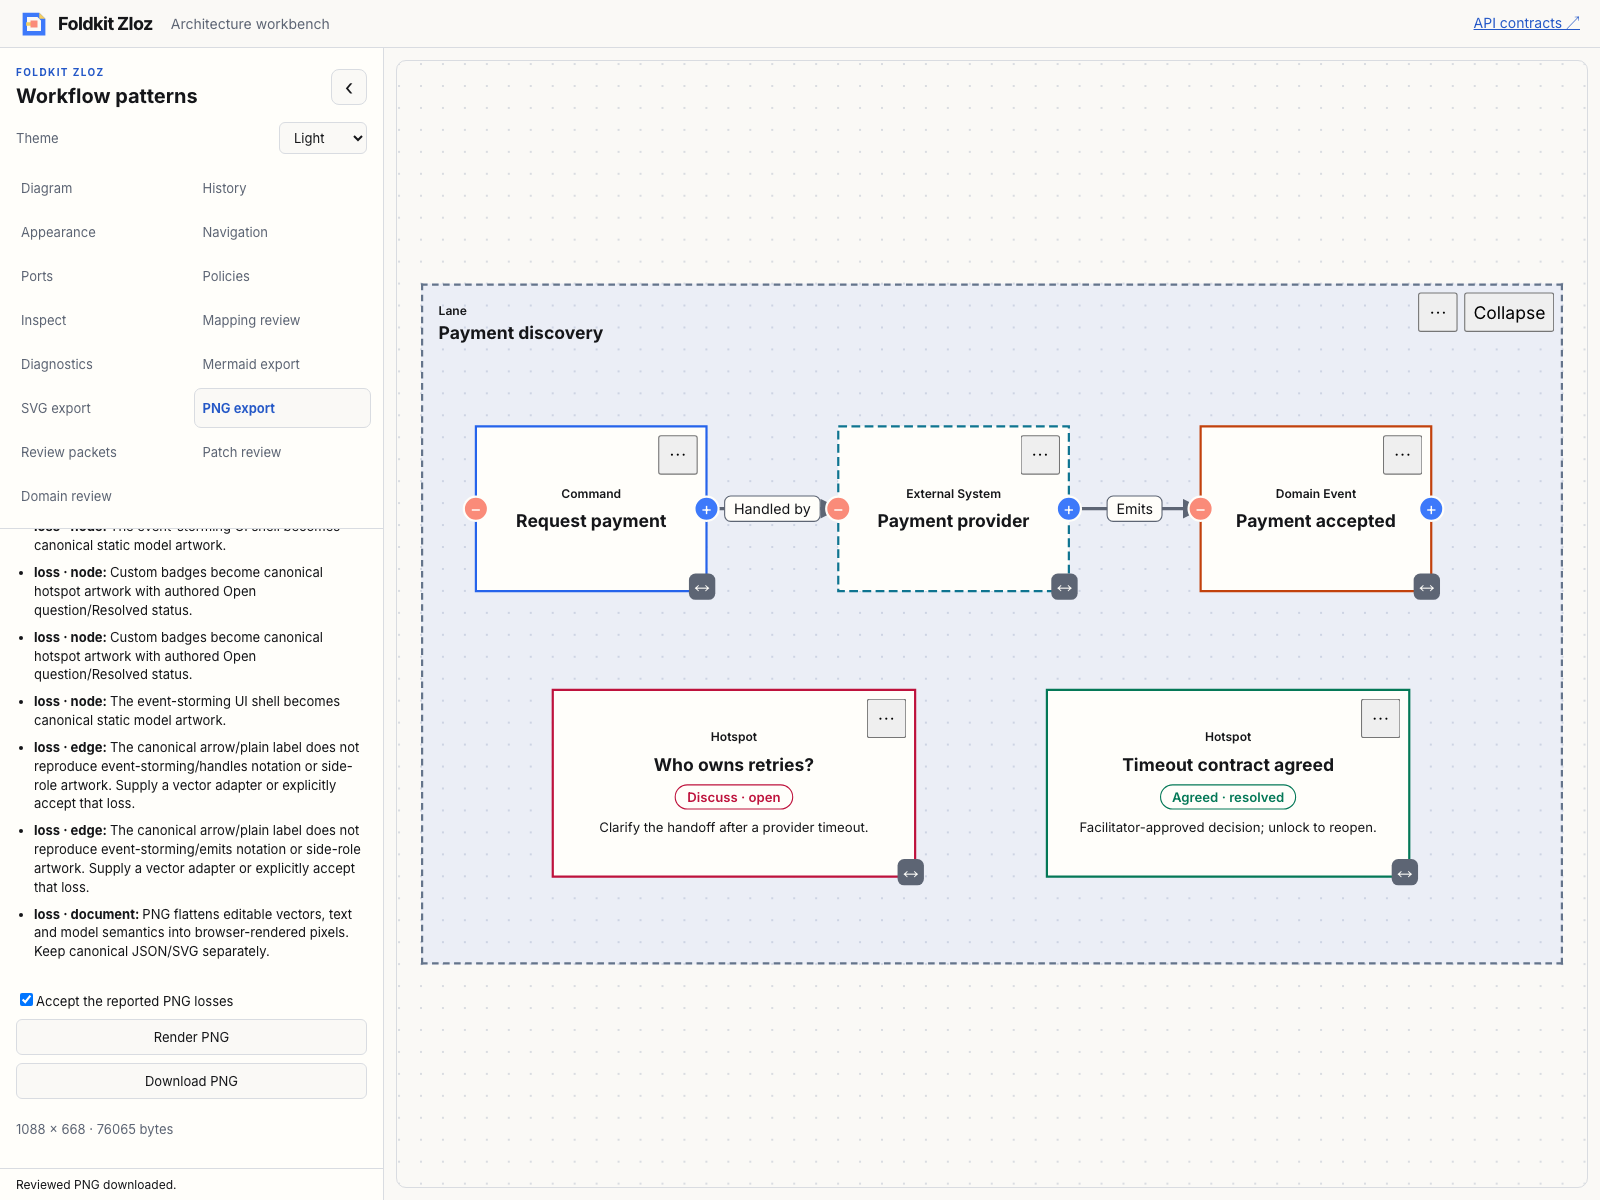 Foldkit Zloz
Architecture workbench
API contracts ↗
FOLDKIT ZLOZ
Workflow patterns
Theme
Light
Diagram
History
Appearance
Navigation
Ports
Policies
Inspect
Mapping review
Diagnostics
Mermaid export
SVG export
PNG export
Review packets
Patch review
Domain review
loss · node: The event-storming UI shell becomes
canonical static model artwork.
loss · node: Custom badges become canonical
hotspot artwork with authored Open
question/Resolved status.
loss · node: Custom badges become canonical
hotspot artwork with authored Open
question/Resolved status.
loss · node: The event-storming UI shell becomes
canonical static model artwork.
loss · edge: The canonical arrow/plain label does not
reproduce event-storming/handles notation or side-
role artwork. Supply a vector adapter or explicitly
accept that loss.
loss · edge: The canonical arrow/plain label does not
reproduce event-storming/emits notation or side-role
artwork. Supply a vector adapter or explicitly accept
that loss.
loss · document: PNG flattens editable vectors, text
and model semantics into browser-rendered pixels.
Keep canonical JSON/SVG separately.
Accept the reported PNG losses
Render PNG
Download PNG
1088 × 668 · 76065 bytes
Reviewed PNG downloaded.
Lane
Payment discovery
···
Collapse
···
Command
Request payment
Handled by
···
External System
Payment provider
Emits
···
Domain Event
Payment accepted
···
Hotspot
Who owns retries?
Discuss · open
Clarify the handoff after a provider timeout.
···
Hotspot
Timeout contract agreed
Agreed · resolved
Facilitator-approved decision; unlock to reopen.